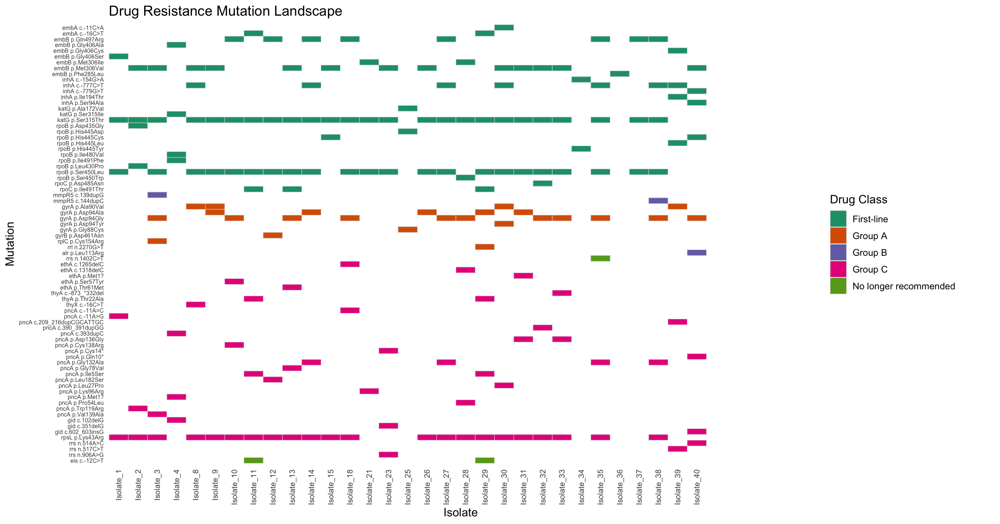 Drug Resistance Mutation Landscape
embA c.-11C>A
embA c.-16C>T
embB p.Gln497Arg
embB p.Gly406Ala
embB p.Gly406Cys
embB p.Gly406Ser
embB p.Met306Ile
embB p.Met306Val
embB p.Phe285Leu
inhA c.-154G>A
inhA c.-777C>T
inhA c.-779G>T
inhA p.Ile194Thr
inhA p.Ser94Ala
katG p.Ala172Val
katG p.Ser315Ile
katG p.Ser315Thr
rpoB p.Asp435Gly
rpoB p.His445Asp
rpoB p.His445Cys
rpoB p.His445Leu
rpoB p.His445Tyr
rpoB p.Ile480Val
rpoB p.Ile491Phe
rpoB p.Leu430Pro
rpoB p.Ser450Leu
rpoB p.Ser450Trp
rpoC p.Asp485Asn
rpoC p.Ile491Thr
mmpR5 c.139dupG
mmpR5 c.144dupC
gyrA p.Ala90Val
gyrA p.Asp94Ala
gyrA p.Asp94Gly
gyrA p.Asp94Tyr
gyrA p.Gly88Cys
gyrB p.Asp461Asn
rplC p.Cys154Arg
rrl n.2270G>T
alr p.Leu113Arg
rrs n.1402C>T
ethA c.1265delC
ethA c.1318delC
ethA p.Met1?
ethA p.Ser57Tyr
ethA p.Thr61Met
thyA c.-873_*332del
thyA p.Thr22Ala
thyX c.-16C>T
pncA c.-11A>C
pncA c.-11A>G
pncA c.209_216dupCGCATTGC
pncA c.390_391dupGG
pncA c.393dupC
pncA p.Asp136Gly
pncA p.Cys138Arg
pncA p.Cys14*
pncA p.Gln10*
pncA p.Gly132Ala
pncA p.Gly78Val
pncA p.Ile5Ser
pncA p.Leu182Ser
pncA p.Leu27Pro
pncA p.Lys96Arg
pncA p.Met1?
pncA p.Pro54Leu
pncA p.Trp119Arg
pncA p.Val139Ala
gid c.102delG
gid c.351delG
gid c.602_603insG
rpsL p.Lys43Arg
rrs n.514A>C
rrs n.517C>T
rrs n.906A>G
eis c.-12C>T
Mutation
Isolate_1
Isolate_2
Isolate_3
Isolate_4
Isolate_8
Isolate_9
Isolate_10
Isolate_11
Isolate_12
Isolate_13
Isolate_14
Isolate_15
Isolate_18
Isolate_21
Isolate_23
Isolate_25
Isolate_26
Isolate_27
Isolate_28
Isolate_29
Isolate_30
Isolate_31
Isolate_32
Isolate_33
Isolate_34
Isolate_35
Isolate_36
Isolate_37
Isolate_38
Isolate_39
Isolate_40
Isolate
Drug Class
First-line
Group A
Group B
Group C
No longer recommended